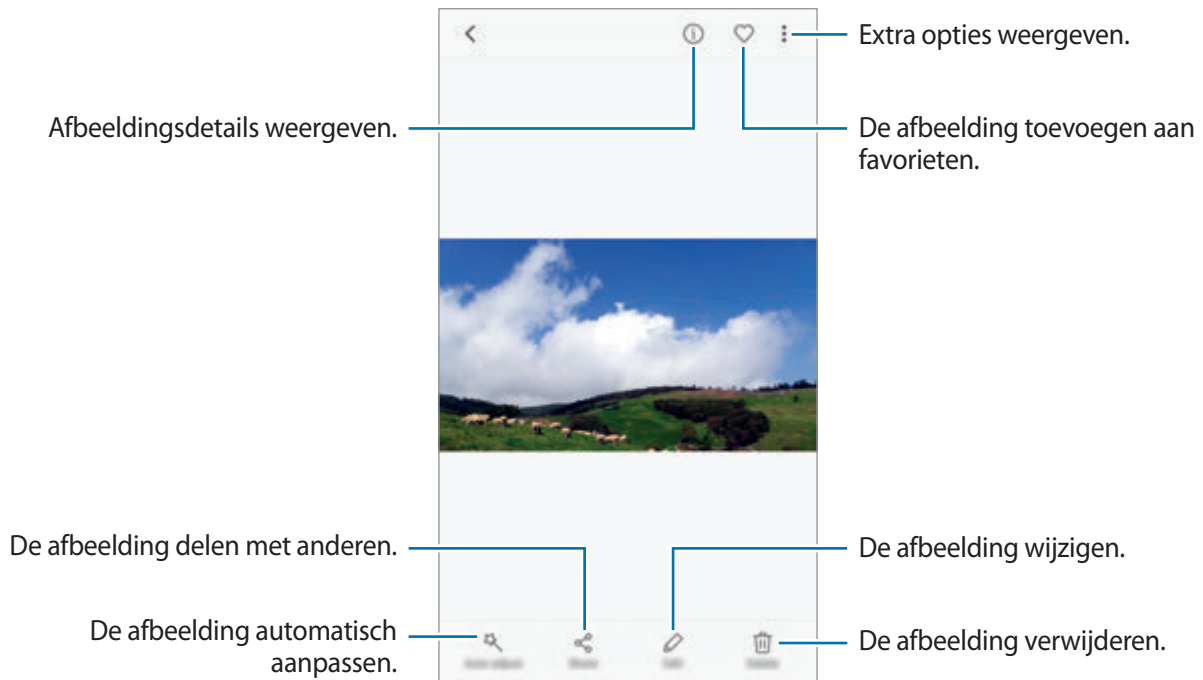 Extra opties weergeven.
Afbeeldingsdetails weergeven.
De afbeelding toevoegen aan
favorieten.
De afbeelding delen met anderen.
De afbeelding wijzigen.
De afbeelding automatisch
aanpassen.
De afbeelding verwijderen.